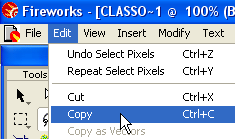 Fireworks - [CLASSO~1 @ 100% (B
File Edit View Insert Modify Text
Undo Select Pixels Ctrl+Z
Repeat Select Pixels Ctrl+Y
Tools
Cut Ctrl+X
Copy Ctrl+C
Copy as Vectors